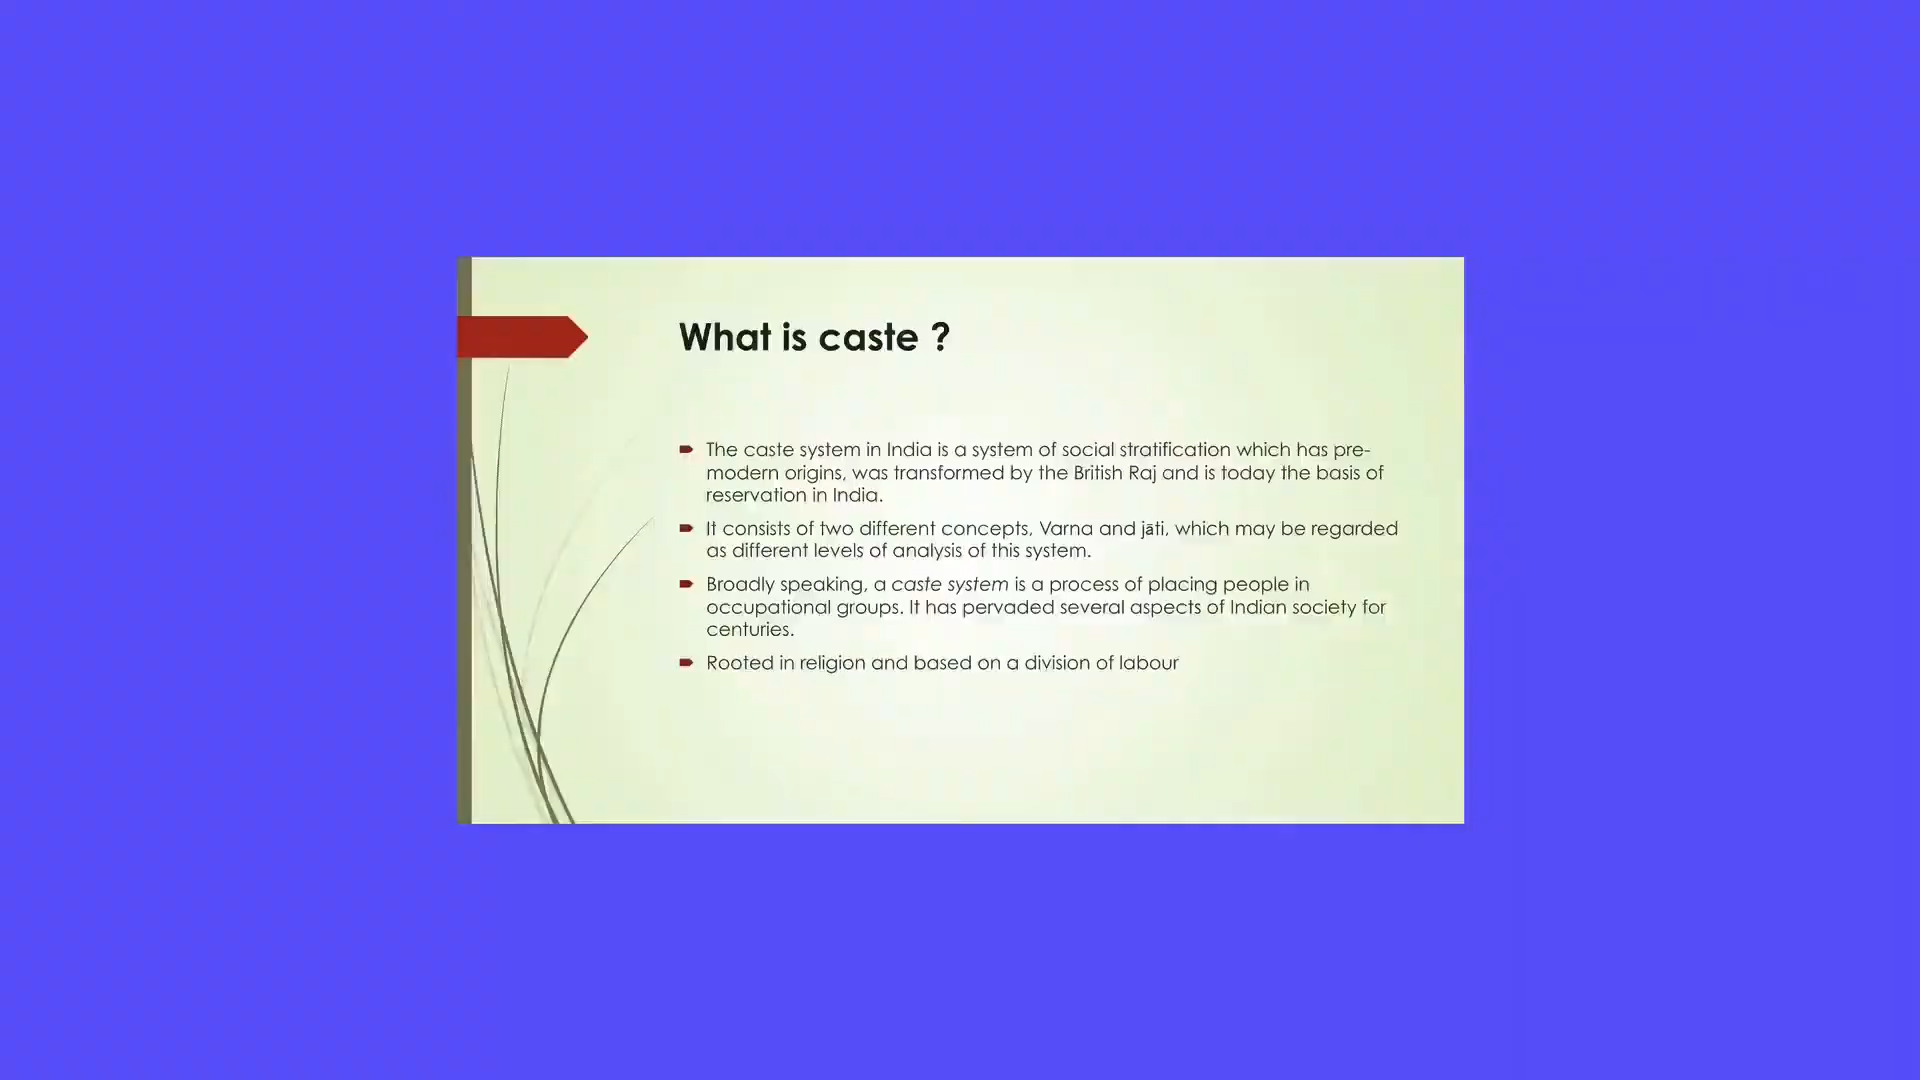 What is caste ?
The caste system in India is a system of social stratification which has pre-
modern origins, was transformed by the British Raj and is today the basis of
reservation in India.
It consists of two different concepts, Varna and jāti, which may be regarded
as different levels of analysis of this system.
Broadly speaking, a caste system is a process of placing people in
occupational groups. It has pervaded several aspects of Indian society for
centuries.
Rooted in religion and based on a division of labour